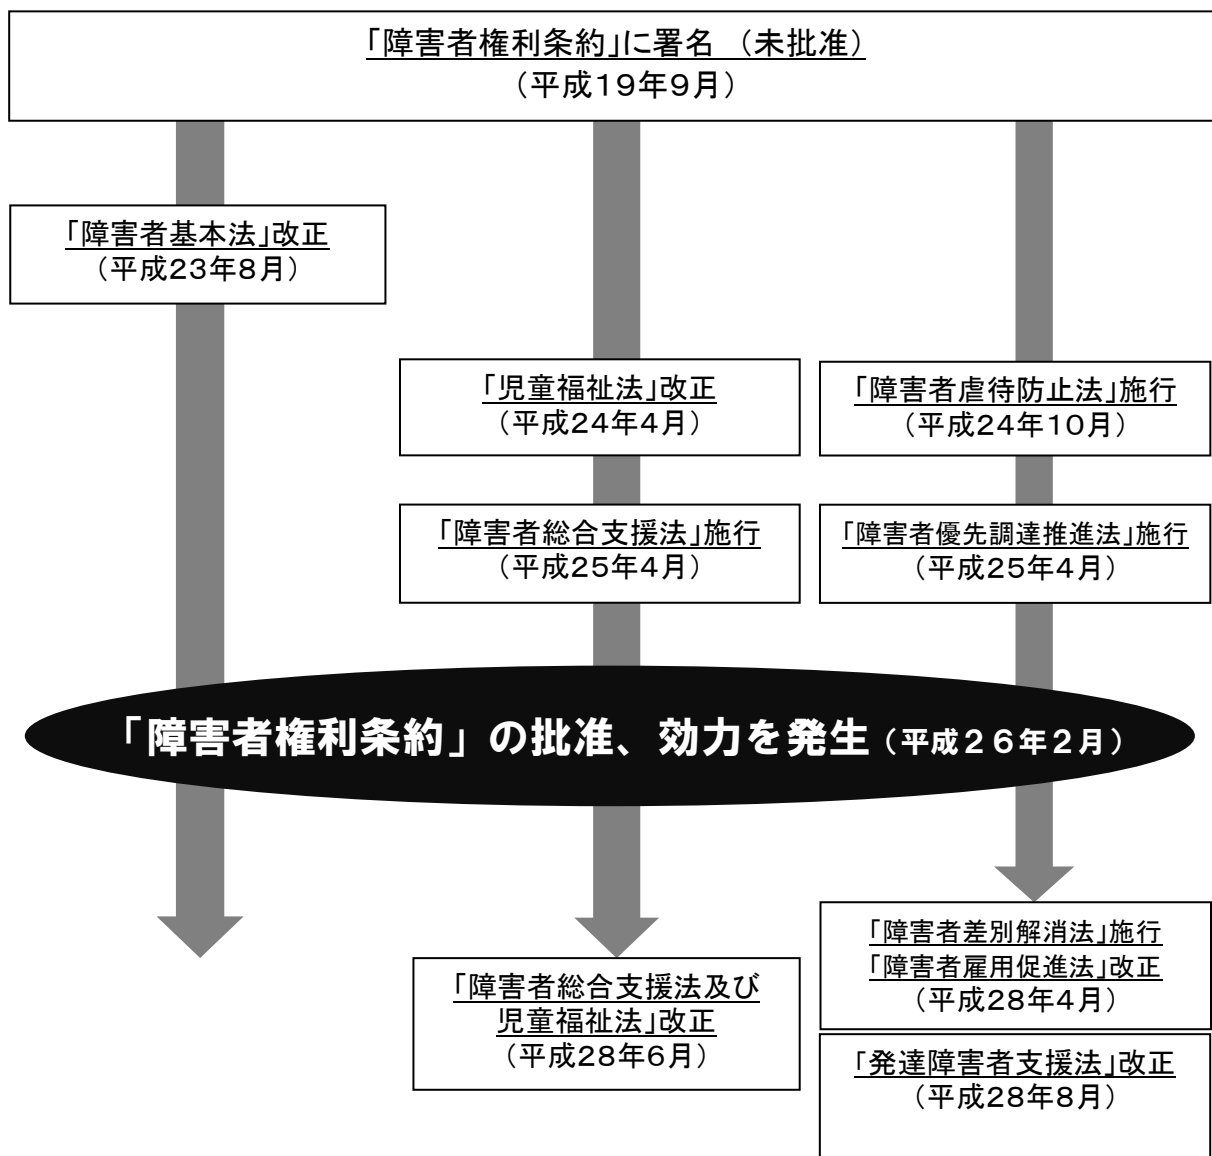 「障害者権利条約」に署名 （未批准）
（平成１９年９月）
「障害者基本法」改正
（平成２３年８月）
「児童福祉法」改正
（平成２４年４月）
「障害者虐待防止法」施行
（平成２４年１０月）
「障害者総合支援法」施行
（平成２５年４月）
「障害者優先調達推進法」施行
（平成２５年４月）
「障害者権利条約」の批准、効力を発生（平成２６年２月）
「障害者差別解消法」施行
「障害者雇用促進法」改正
（平成２８年４月）
「障害者総合支援法及び
児童福祉法」改正
（平成２８年６月）
「発達障害者支援法」改正
（平成２８年８月）